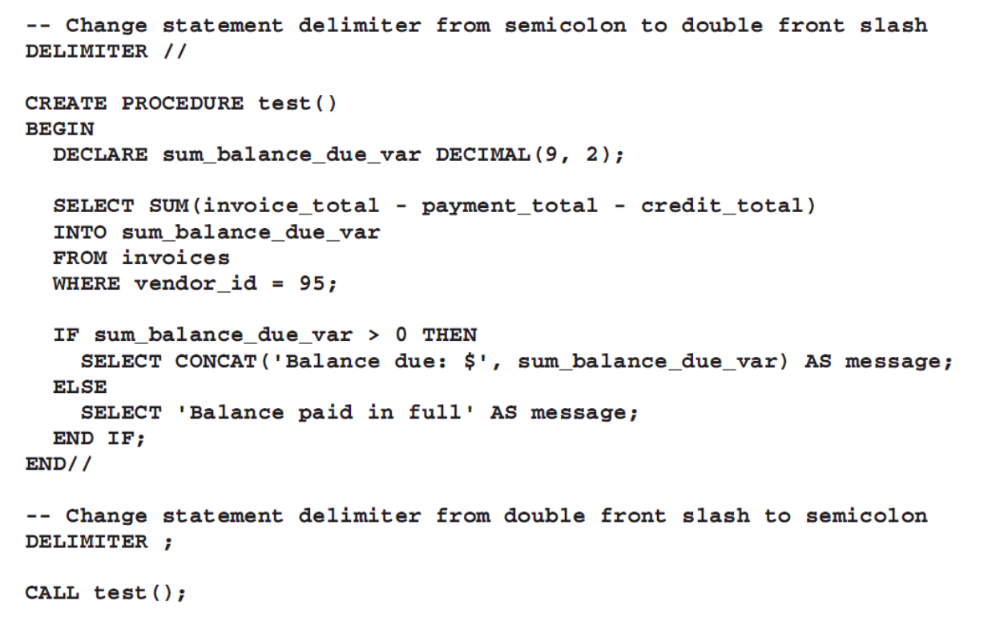 -- Change statement delimiter from semicolon to double front slash
DELIMITER //
CREATE PROCEDURE test()
BEGIN
DECLARE sum_balance_due_var DECIMAL(9, 2);
SELECT SUM(invoice_total - payment_total - credit_total)
INTO sum_balance_due_var
FROM invoices
WHERE vendor_id = 95;
IF sum_balance_due_var > 0 THEN
SELECT CONCAT('Balance due: $', sum_balance_due_var) AS message;
ELSE
SELECT 'Balance paid in full' AS message;
END IF;
END//
-- Change statement delimiter from double front slash to semicolon
DELIMITER ;
CALL test();